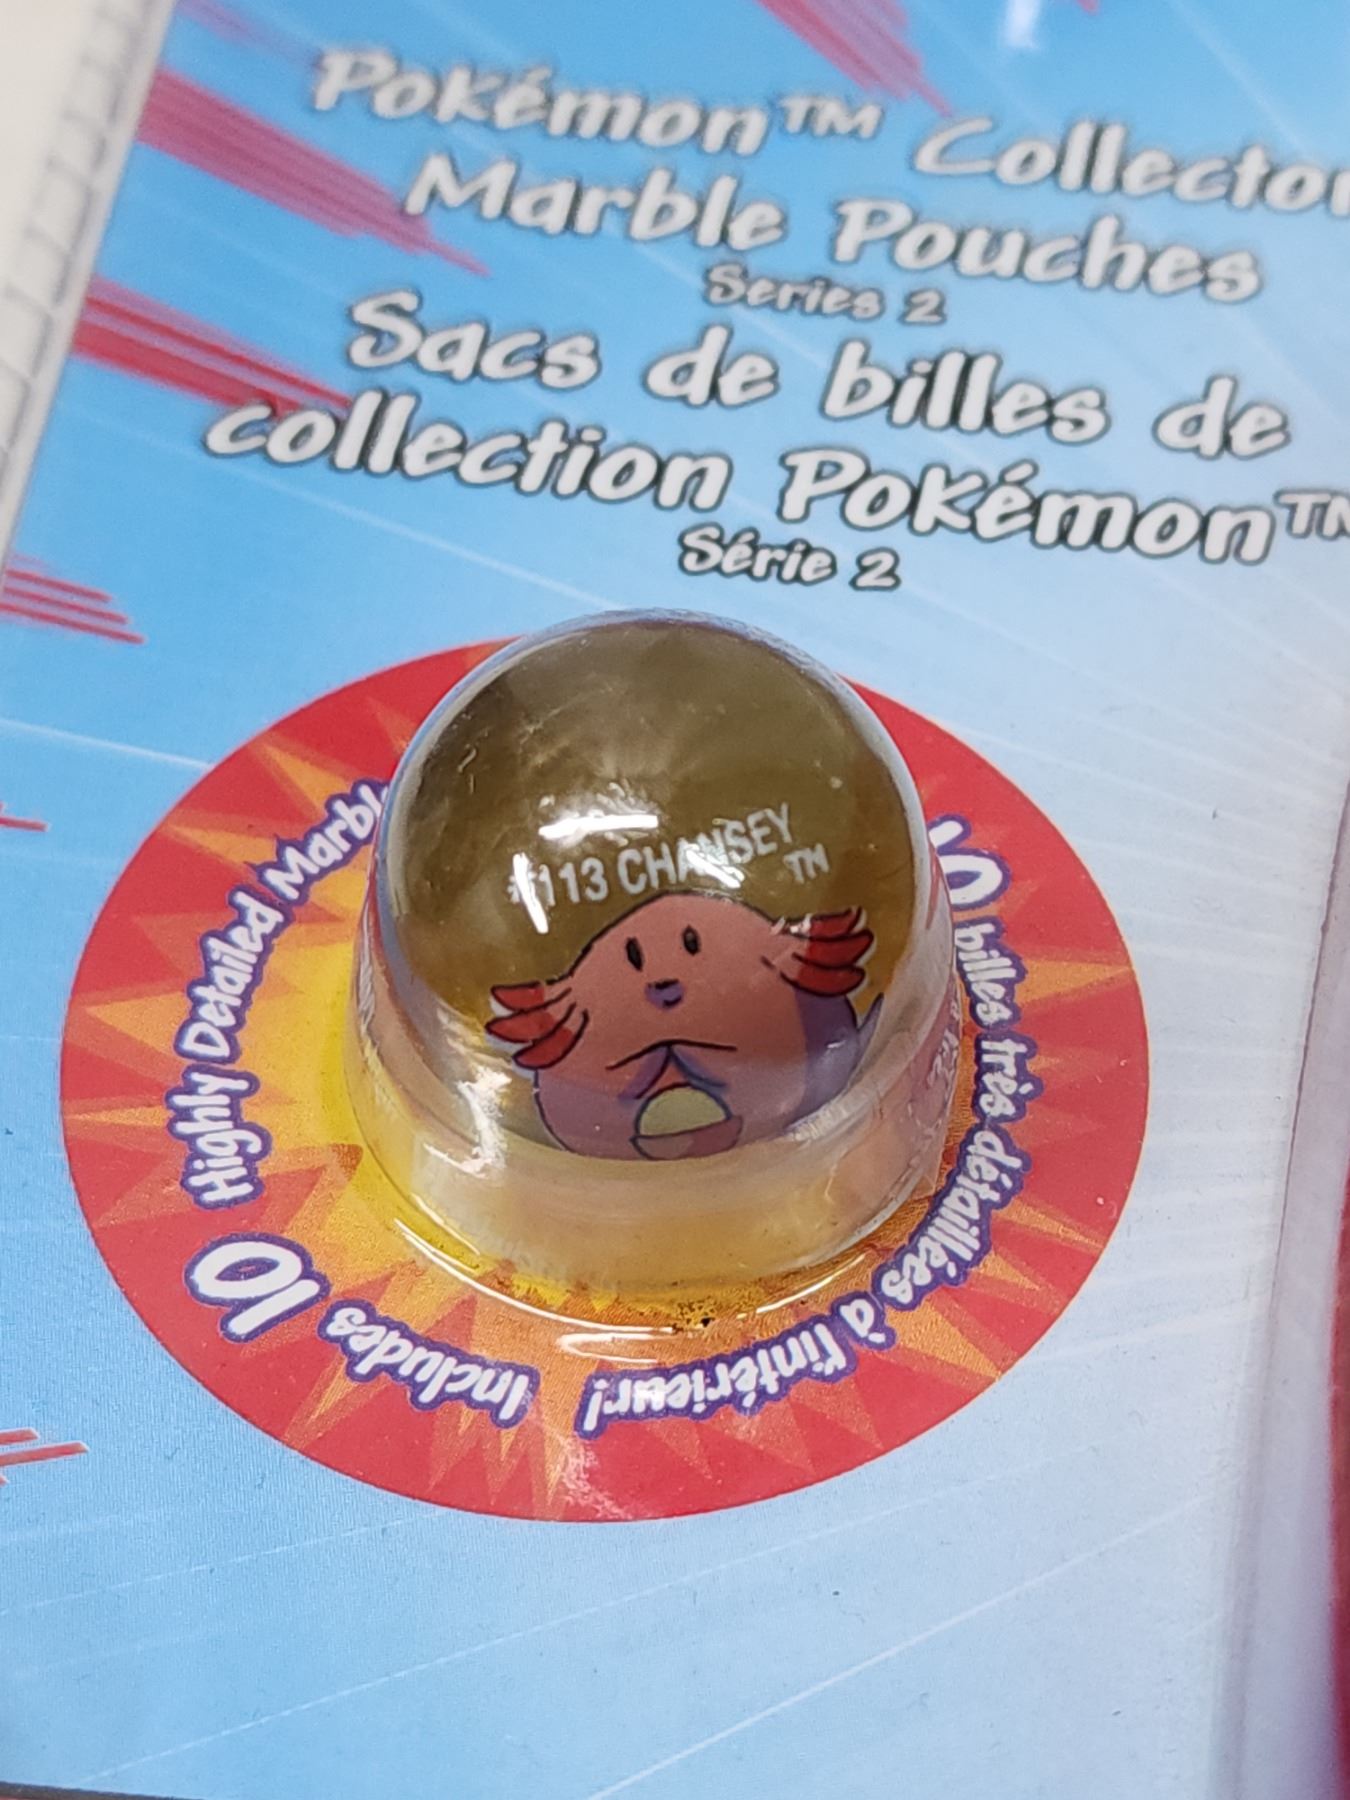 Pokémon™ Collector
Marble Pouches
Series 2
Sacs de billes de
collection Pokémon™
Série 2
#113 CHANSEY
TM
Includes 10 Highly Detailed Marbl
10 billes très détaillées à l'intérieur!